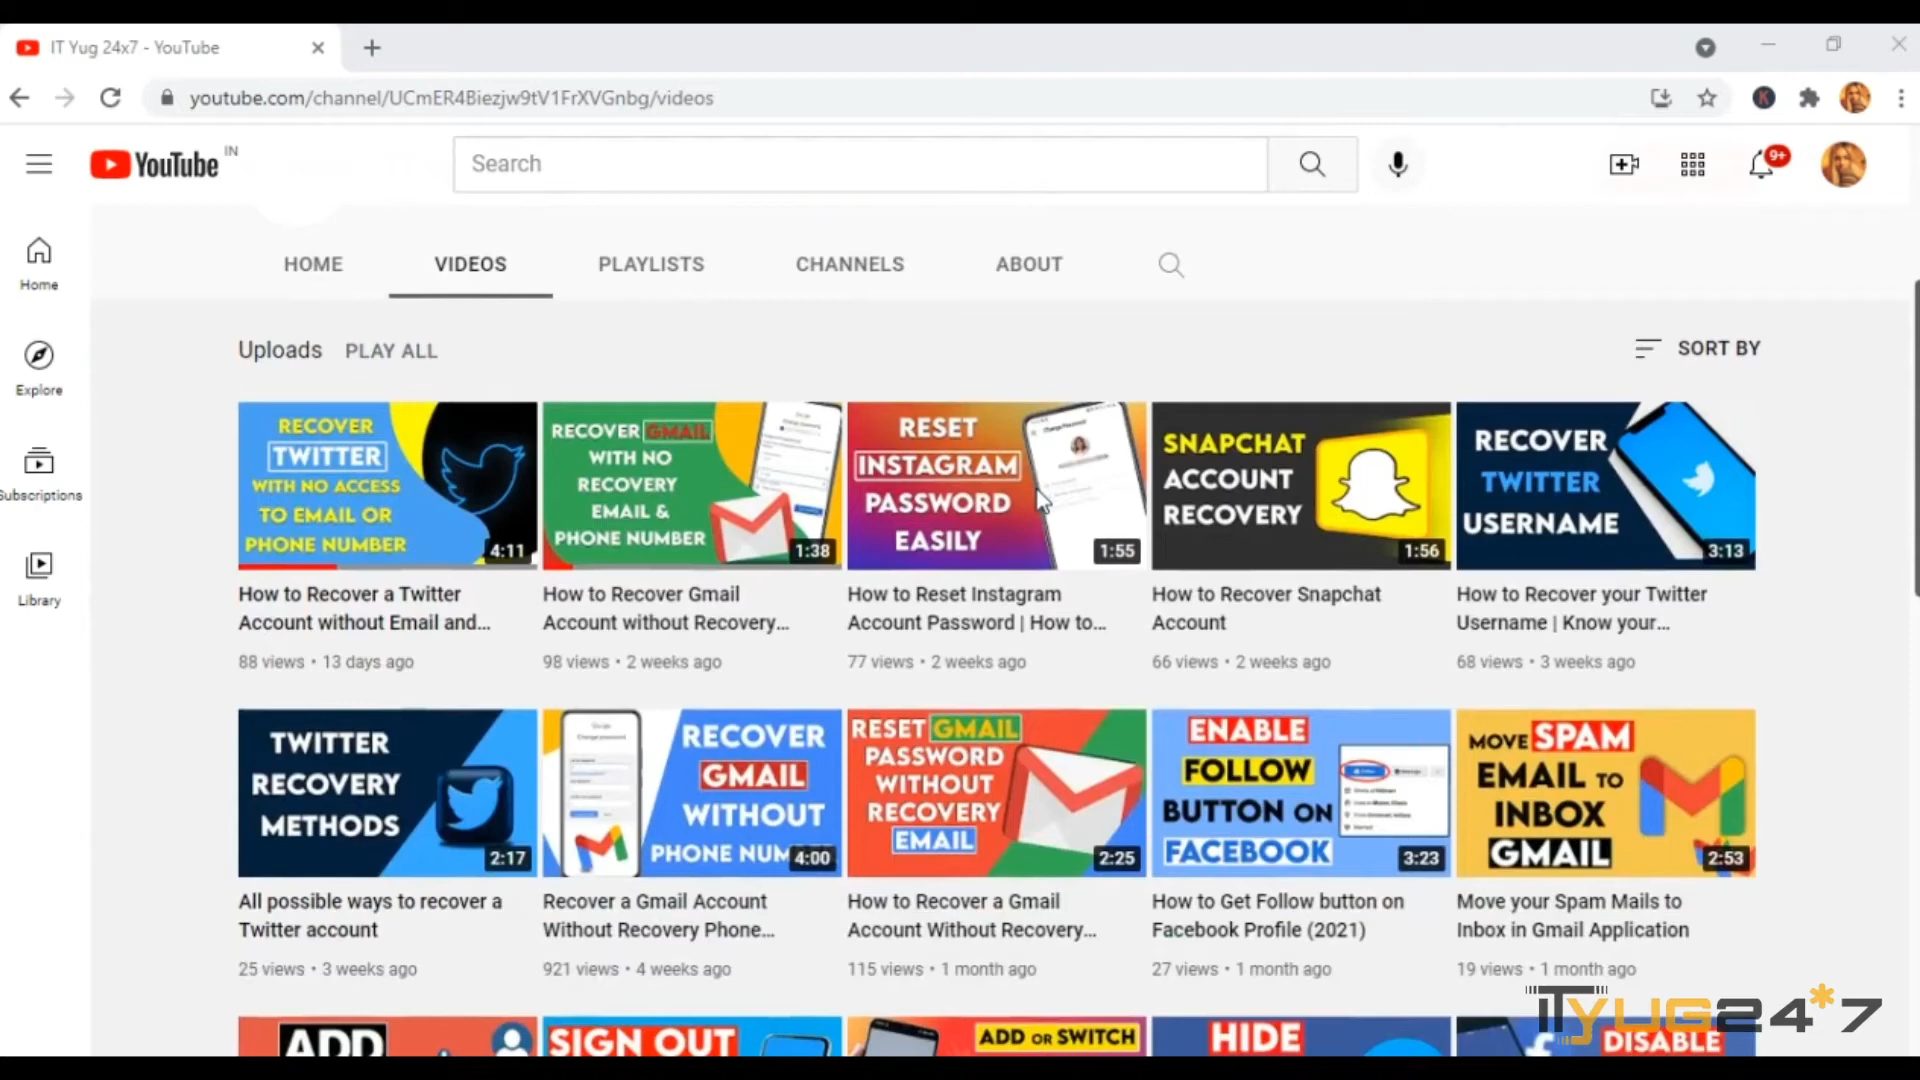 IT Yug 24x7 - YouTube
youtube.com/channel/UCmER4Biezjw9tV1FrXVGnbg/videos
K
YouTube IN
Search
9+
HOME VIDEOS PLAYLISTS CHANNELS ABOUT
Home
Explore
Subscriptions
Library
Uploads PLAY ALL
SORT BY
RECOVER
TWITTER
WITH NO ACCESS
TO EMAIL OR
PHONE NUMBER
4:11
RECOVER GMAIL
WITH NO
RECOVERY
EMAIL &
PHONE NUMBER
1:38
RESET
INSTAGRAM
PASSWORD
EASILY
1:55
SNAPCHAT
ACCOUNT
RECOVERY
1:56
RECOVER
TWITTER
USERNAME
3:13
How to Recover a Twitter
Account without Email and...
88 views • 13 days ago
How to Recover Gmail
Account without Recovery...
98 views • 2 weeks ago
How to Reset Instagram
Account Password | How to...
77 views • 2 weeks ago
How to Recover Snapchat
Account
66 views • 2 weeks ago
How to Recover your Twitter
Username | Know your...
68 views • 3 weeks ago
TWITTER
RECOVERY
METHODS
2:17
RECOVER
GMAIL
WITHOUT
PHONE NUM
4:00
RESET GMAIL
PASSWORD
WITHOUT
RECOVERY
EMAIL
2:25
ENABLE
FOLLOW
BUTTON ON
FACEBOOK
3:23
MOVE SPAM
EMAIL TO
INBOX
GMAIL
2:53
All possible ways to recover a
Twitter account
25 views • 3 weeks ago
Recover a Gmail Account
Without Recovery Phone...
921 views • 4 weeks ago
How to Recover a Gmail
Account Without Recovery...
115 views • 1 month ago
How to Get Follow button on
Facebook Profile (2021)
27 views • 1 month ago
Move your Spam Mails to
Inbox in Gmail Application
19 views • 1 month ago
ADD
SIGN OUT
ADD OR SWITCH
HIDE
DISABLE
ITYUG24*7